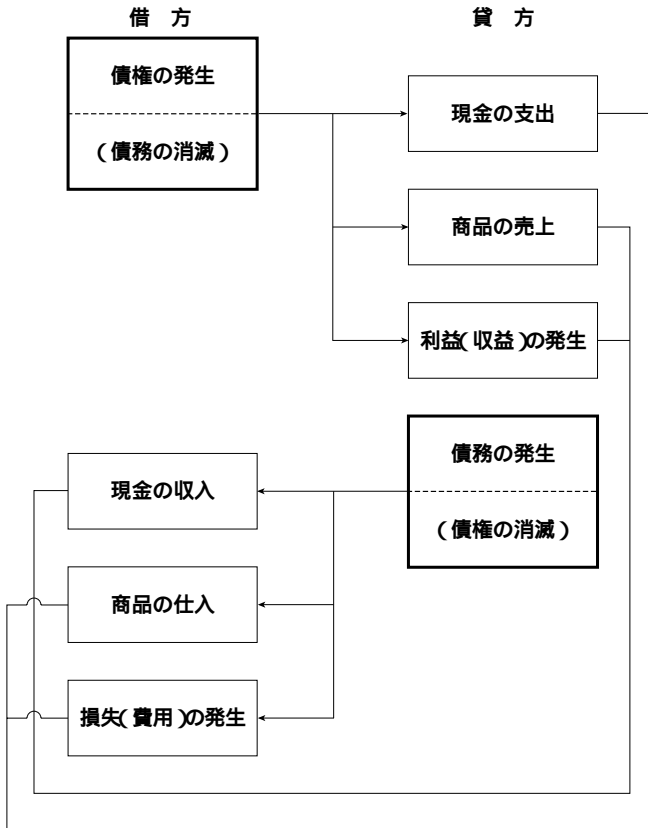 借　方
貸　方
債権の発生
（債務の消滅）
現金の支出
商品の売上
利益（収益）の発生
債務の発生
（債権の消滅）
現金の収入
商品の仕入
損失（費用）の発生